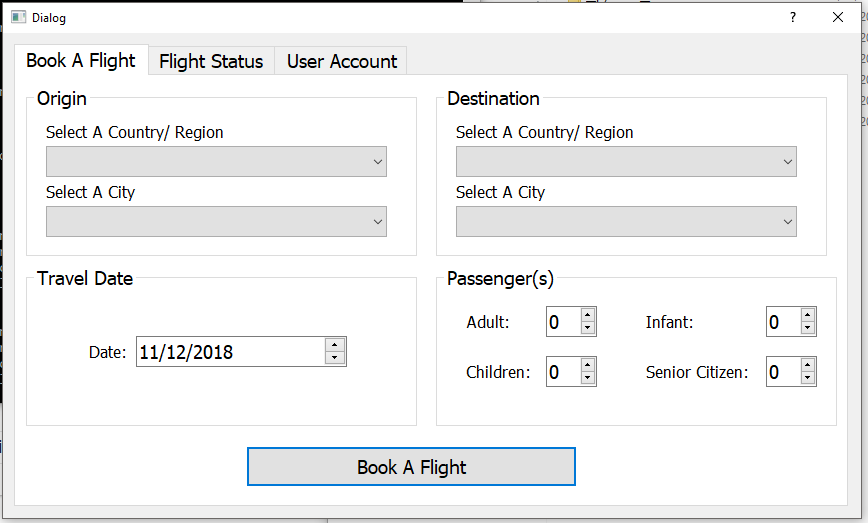 Dialog
Book A Flight Flight Status User Account
Origin
Select A Country/ Region
Select A City
Destination
Select A Country/ Region
Select A City
Travel Date
Date: 11/12/2018
Passenger(s)
Adult: 0 Infant: 0
Children: 0 Senior Citizen: 0
Book A Flight